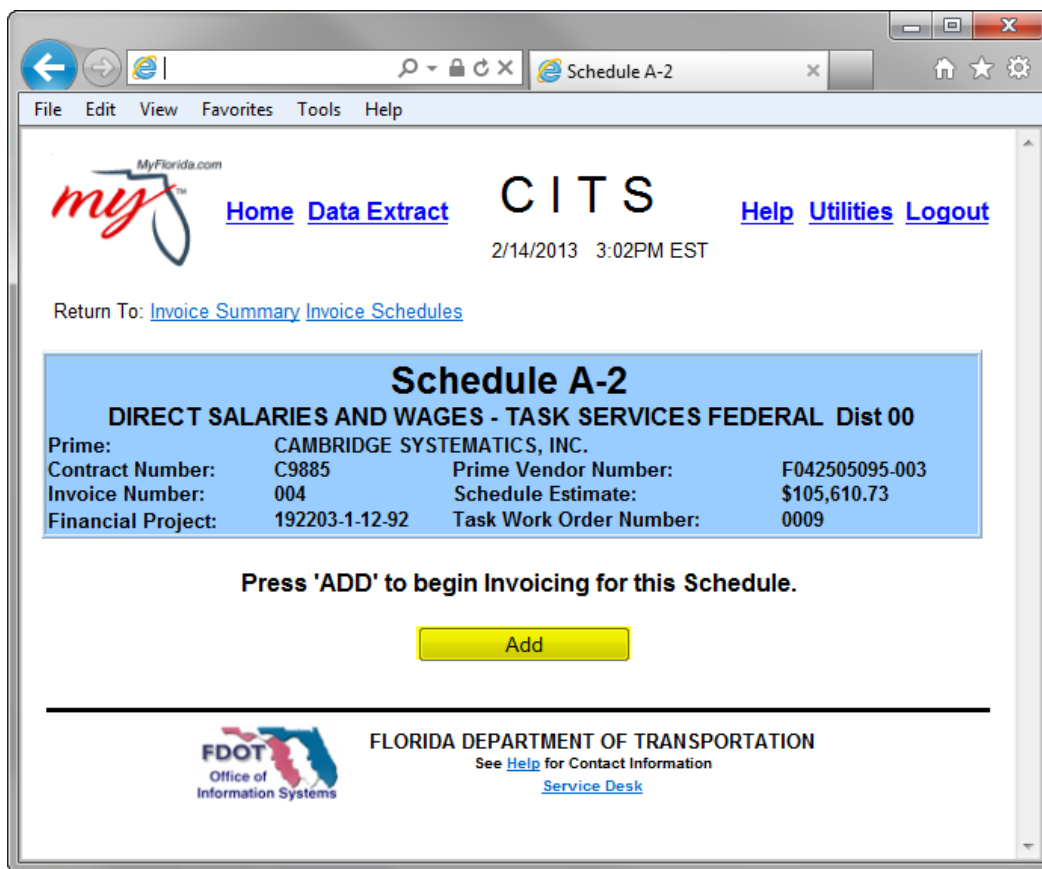 Schedule A-2
File Edit View Favorites Tools Help
MyFlorida.com
my
TM
Home Data Extract
C I T S
Help Utilities Logout
2/14/2013 3:02PM EST
Return To: Invoice Summary Invoice Schedules
Schedule A-2
DIRECT SALARIES AND WAGES - TASK SERVICES FEDERAL Dist 00
Prime: CAMBRIDGE SYSTEMATICS, INC.
Contract Number: C9885 Prime Vendor Number: F042505095-003
Invoice Number: 004 Schedule Estimate: $105,610.73
Financial Project: 192203-1-12-92 Task Work Order Number: 0009
Press 'ADD' to begin Invoicing for this Schedule.
Add
FDOT
Office of
Information Systems
FLORIDA DEPARTMENT OF TRANSPORTATION
See Help for Contact Information
Service Desk